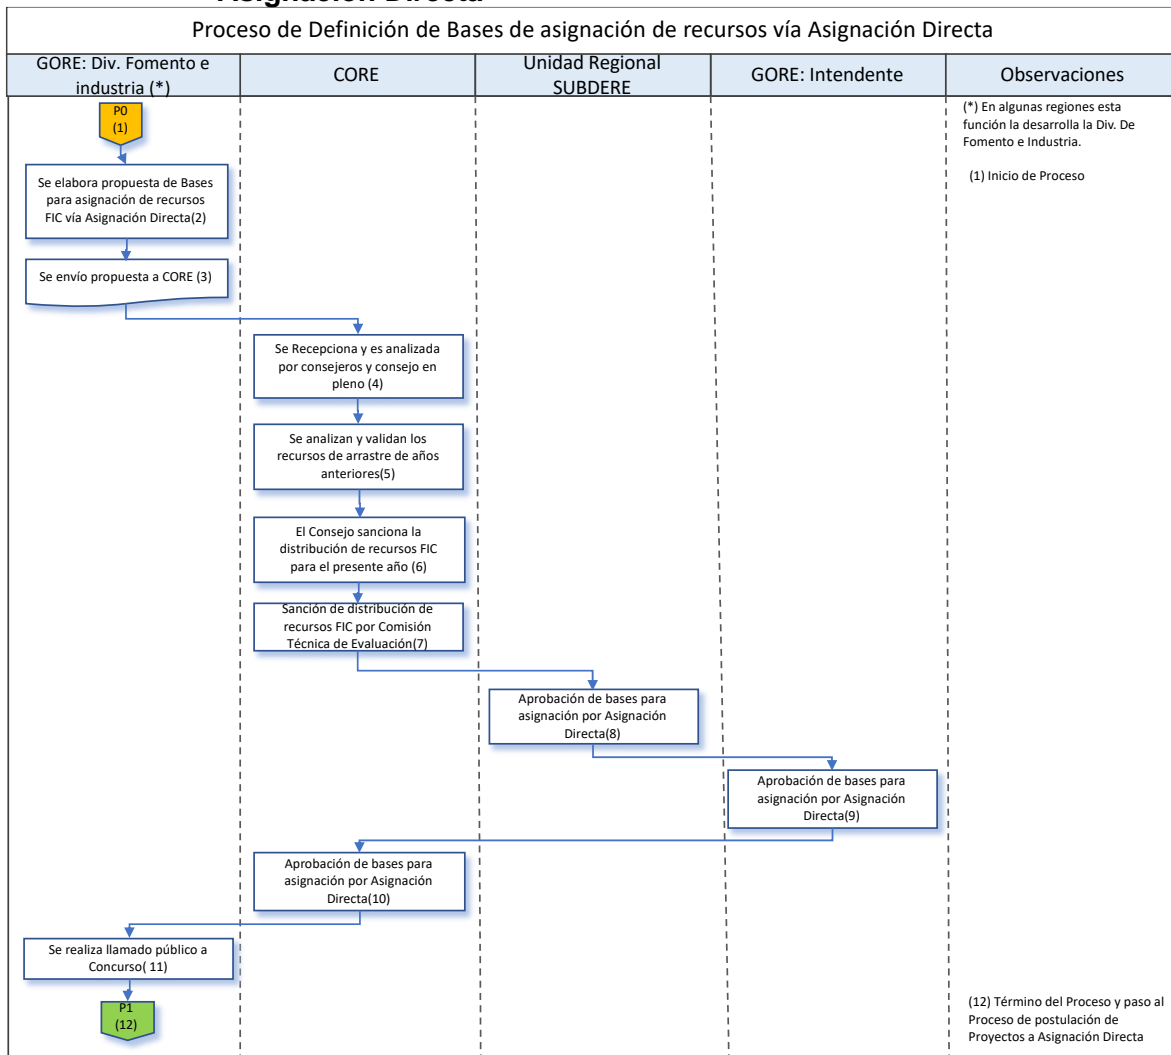 Asignación Directa
Proceso de Definición de Bases de asignación de recursos vía Asignación Directa
GORE: Div. Fomento e
industria (*)
CORE
Unidad Regional
SUBDERE
GORE: Intendente
Observaciones
P0
(1)
(*) En algunas regiones esta
función la desarrolla la Div. De
Fomento e Industria.
(1) Inicio de Proceso
Se elabora propuesta de Bases
para asignación de recursos
FIC vía Asignación Directa(2)
Se envío propuesta a CORE (3)
Se Recepciona y es analizada
por consejeros y consejo en
pleno (4)
Se analizan y validan los
recursos de arrastre de años
anteriores(5)
El Consejo sanciona la
distribución de recursos FIC
para el presente año (6)
Sanción de distribución de
recursos FIC por Comisión
Técnica de Evaluación(7)
Aprobación de bases para
asignación por Asignación
Directa(8)
Aprobación de bases para
asignación por Asignación
Directa(9)
Aprobación de bases para
asignación por Asignación
Directa(10)
Se realiza llamado público a
Concurso( 11)
P1
(12)
(12) Término del Proceso y paso al
Proceso de postulación de
Proyectos a Asignación Directa